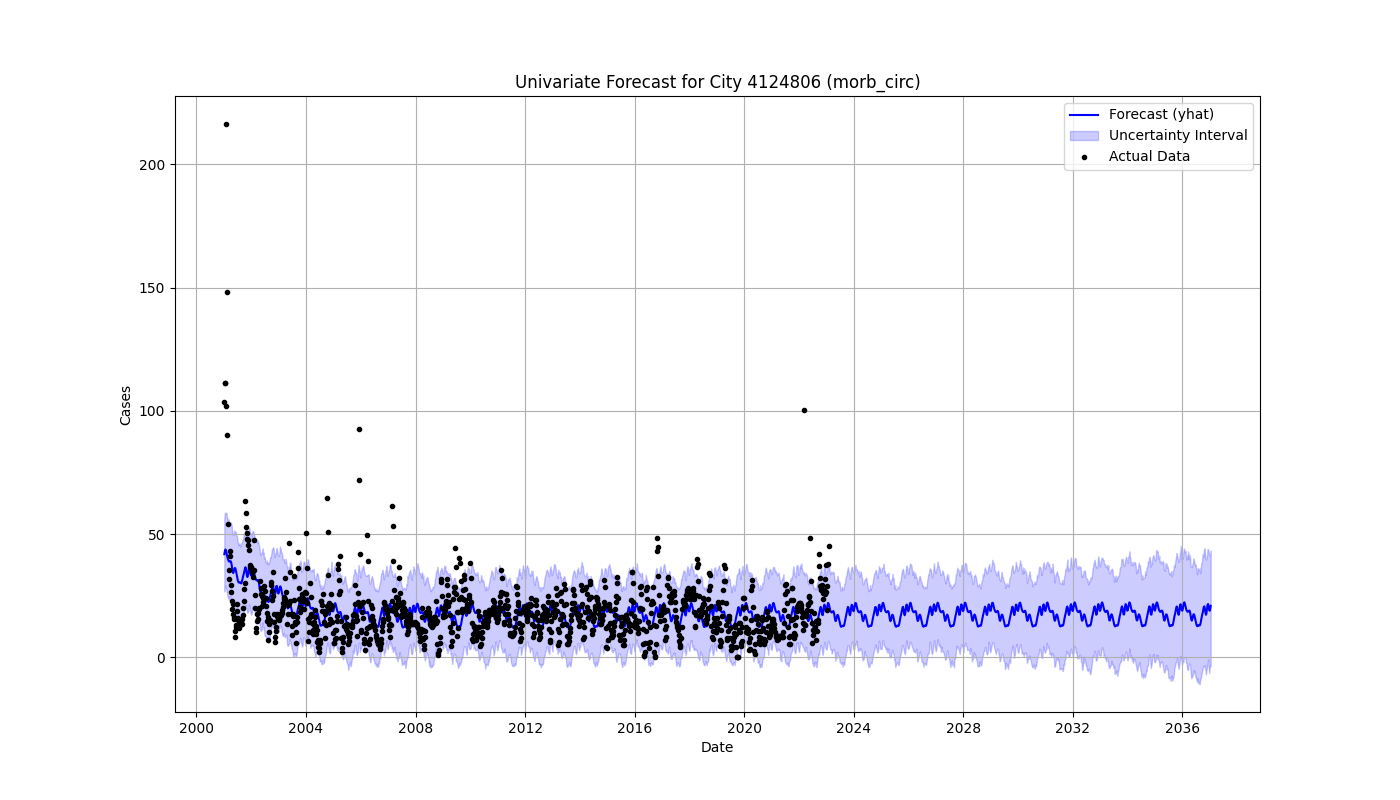 Univariate Forecast for City 4124806 (morb_circ)
Forecast (yhat)
Uncertainty Interval
Actual Data
Cases
200
150
100
50
0
2000 2004 2008 2012 2016 2020 2024 2028 2032 2036
Date